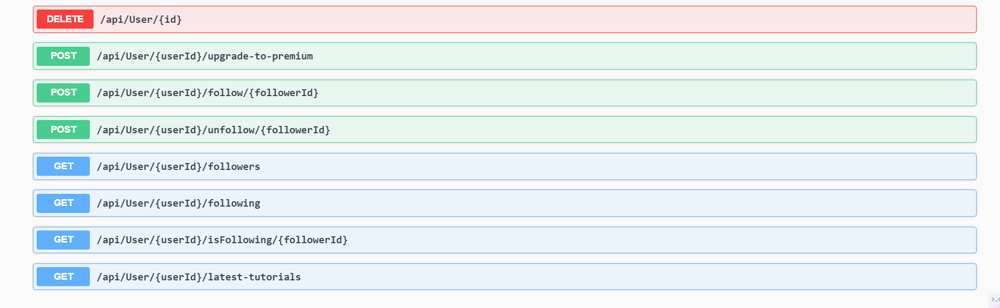 DELETE /api/User/{id}
POST /api/User/{userId}/upgrade-to-premium
POST /api/User/{userId}/follow/{followerId}
POST /api/User/{userId}/unfollow/{followerId}
GET /api/User/{userId}/followers
GET /api/User/{userId}/following
GET /api/User/{userId}/isFollowing/{followerId}
GET /api/User/{userId}/latest-tutorials